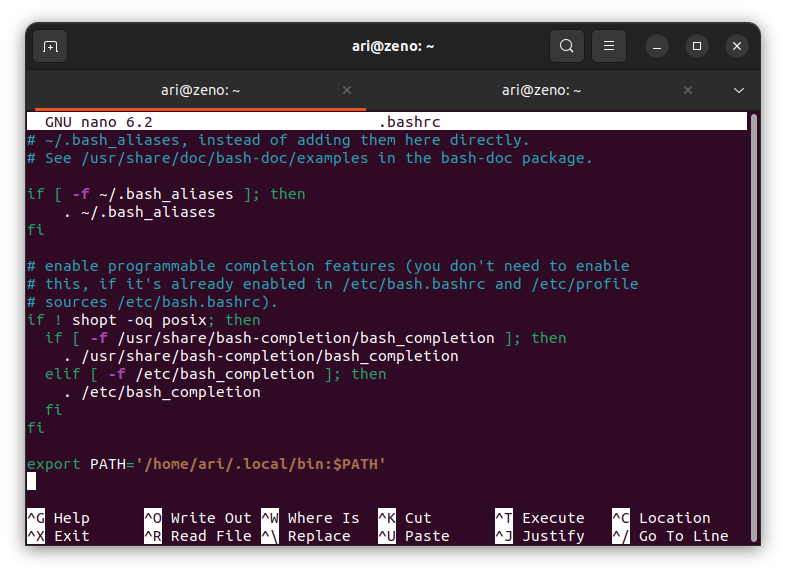 ari@zeno: ~
ari@zeno: ~
ari@zeno: ~
GNU nano 6.2 .bashrc
# ~/.bash_aliases, instead of adding them here directly.
# See /usr/share/doc/bash-doc/examples in the bash-doc package.
if [ -f ~/.bash_aliases ]; then
    . ~/.bash_aliases
fi
# enable programmable completion features (you don't need to enable
# this, if it's already enabled in /etc/bash.bashrc and /etc/profile
# sources /etc/bash.bashrc).
if ! shopt -oq posix; then
  if [ -f /usr/share/bash-completion/bash_completion ]; then
    . /usr/share/bash-completion/bash_completion
  elif [ -f /etc/bash_completion ]; then
    . /etc/bash_completion
  fi
fi
export PATH='/home/ari/.local/bin:$PATH'
^G Help ^O Write Out ^W Where Is ^K Cut ^T Execute ^C Location
^X Exit ^R Read File ^\ Replace ^U Paste ^J Justify ^/ Go To Line